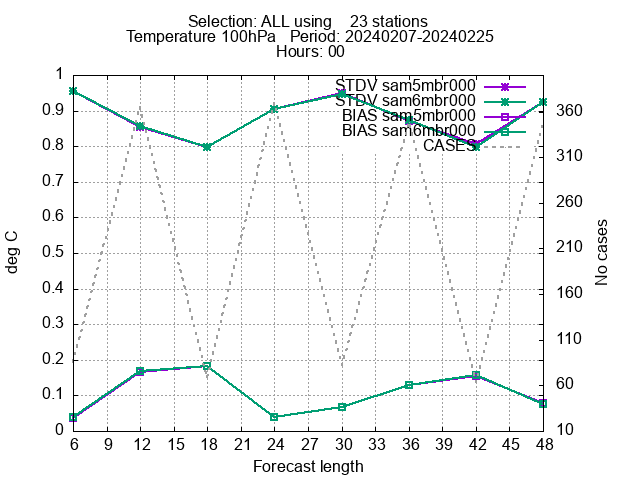 Selection: ALL using 23 stations
Temperature 100hPa Period: 20240207-20240225
Hours: 00
1
0.9
0.8
0.7
0.6
0.5
0.4
0.3
0.2
0.1
0
deg C
STDV sam5mbr000
STDV sam6mbr000
BIAS sam5mbr000
BIAS sam6mbr000
CASES
360
310
260
210
160
110
60
10
No cases
6 9 12 15 18 21 24 27 30 33 36 39 42 45 48
Forecast length